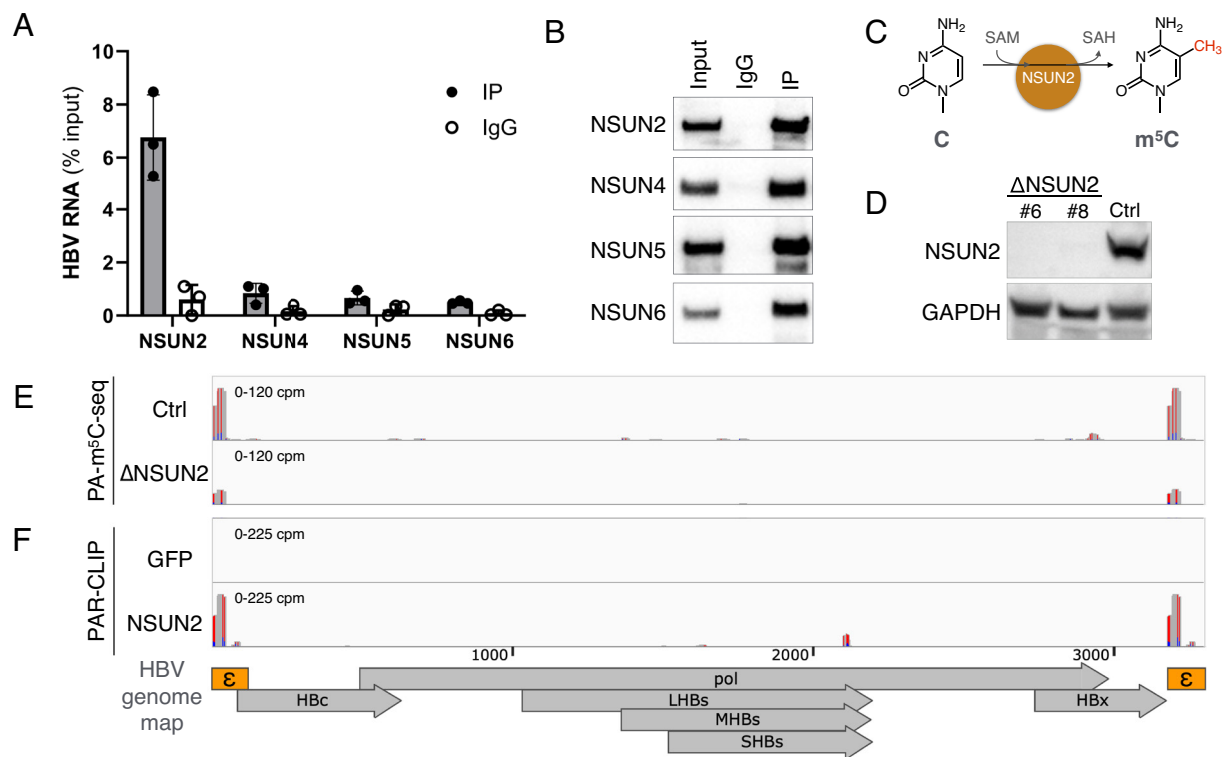 A
HBV RNA (% input)
10
8
6
4
2
0
IP
IgG
NSUN2 NSUN4 NSUN5 NSUN6
B
Input IgG IP
NSUN2
NSUN4
NSUN5
NSUN6
C
NH₂
N
O
N
C
SAM SAH
NSUN2
NH₂
CH₃
N
O
N
m⁵C
D
ΔNSUN2
#6 #8 Ctrl
NSUN2
GAPDH
E
PA-m⁵C-seq
Ctrl
0-120 cpm
ΔNSUN2
0-120 cpm
F
PAR-CLIP
GFP
0-225 cpm
NSUN2
0-225 cpm
1000 2000 3000
HBV
genome
map
ε pol ε
HBc LHBs HBx
MHBs
SHBs